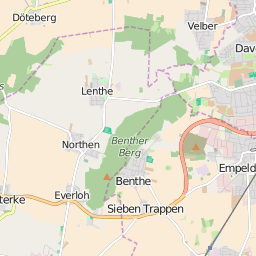 Döteberg
Velber
Dav
Lenthe
Benther
Berg
Northen
Empeld
Benthe
Everloh
terke
Sieben Trappen